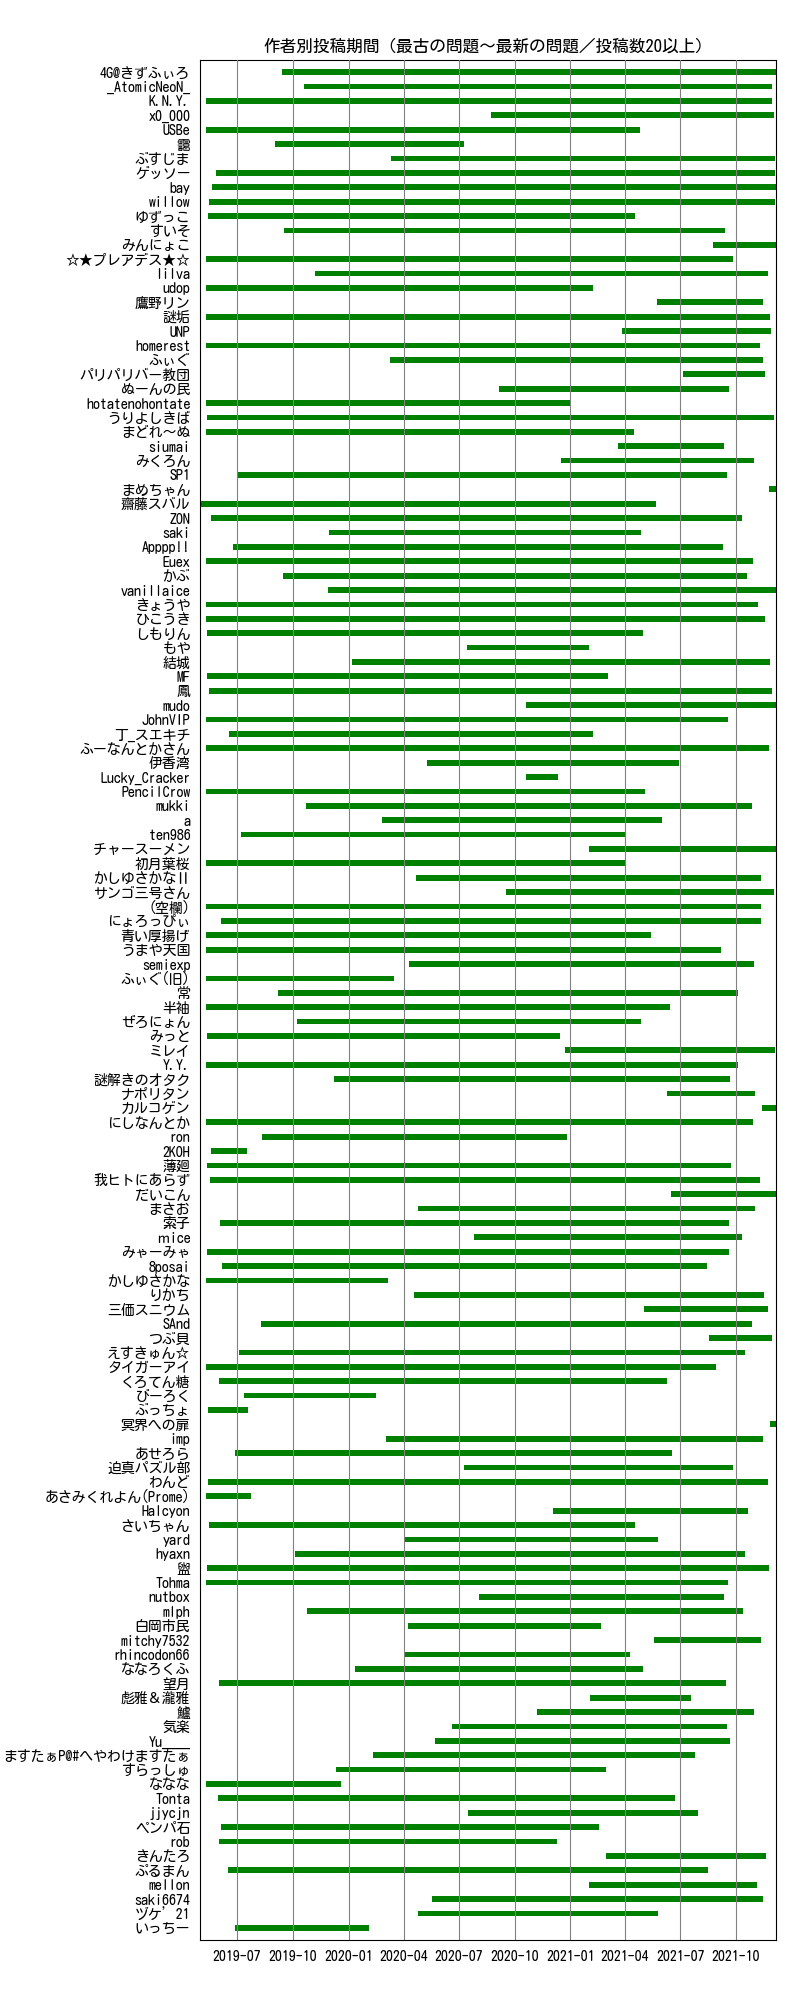 作者別投稿期間（最古の問題〜最新の問題／投稿数20以上）
4G@きずふぃろ
_AtomicNeoN_
K.N.Y.
xO_OOO
USBe
ぶすじま
ゲッソー
bay
willow
ゆずっこ
すいそ
みんにょこ
☆★プレアデス★☆
lilva
udop
鷹野リン
謎垢
UNP
homerest
ふぃぐ
パリパリバー教団
ぬーんの民
hotatenohontate
うりよしきば
まどれ〜ぬ
siumai
みくろん
SP1
まめちゃん
齋藤スバル
ZON
saki
AppppII
Euex
かぶ
vanillaice
きょうや
ひこうき
しもりん
もや
結城
MF
鳳
mudo
JohnVIP
丁_スエキチ
ふーなんとかさん
伊香湾
Lucky_Cracker
PencilCrow
mukki
a
ten986
チャースーメン
初月葉桜
かしゆさかなII
サンゴ三号さん
(空欄)
にょろっぴぃ
青い厚揚げ
うまや天国
semiexp
ふぃぐ(旧)
常
半袖
ぜろにょん
みっと
ミレイ
Y.Y.
謎解きのオタク
ナポリタン
カルコゲン
にしなんとか
ron
2KOH
薄廻
我ヒトにあらず
だいこん
まさお
索子
mice
みゃーみゃ
8posai
かしゆさかな
りかち
三価スニウム
SAnd
つぶ貝
えすきゅん☆
タイガーアイ
くろてん糖
びーろく
ぶっちょ
冥界への扉
imp
あせろら
迫真パズル部
わんど
あさみくれよん(Prome)
Halcyon
さいちゃん
yard
hyaxn
Tohma
nutbox
mlph
白岡市民
mitchy7532
rhincodon66
ななろくふ
望月
彪雅＆瀧雅
鱸
気楽
Yu____
ますたぁP@#へやわけますたぁ
すらっしゅ
ななな
Tonta
jjycjn
ペンパ石
rob
きんたろ
ぷるまん
mellon
saki6674
ヅケ’21
いっちー
2019-07 2019-10 2020-01 2020-04 2020-07 2020-10 2021-01 2021-04 2021-07 2021-10